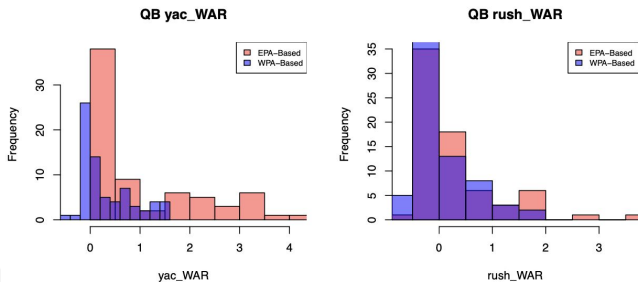 QB yac_WAR
EPA-Based
WPA-Based
Frequency
0 10 20 30
0 1 2 3 4
yac_WAR
QB rush_WAR
EPA-Based
WPA-Based
Frequency
0 5 10 15 20 25 30 35
0 1 2 3
rush_WAR